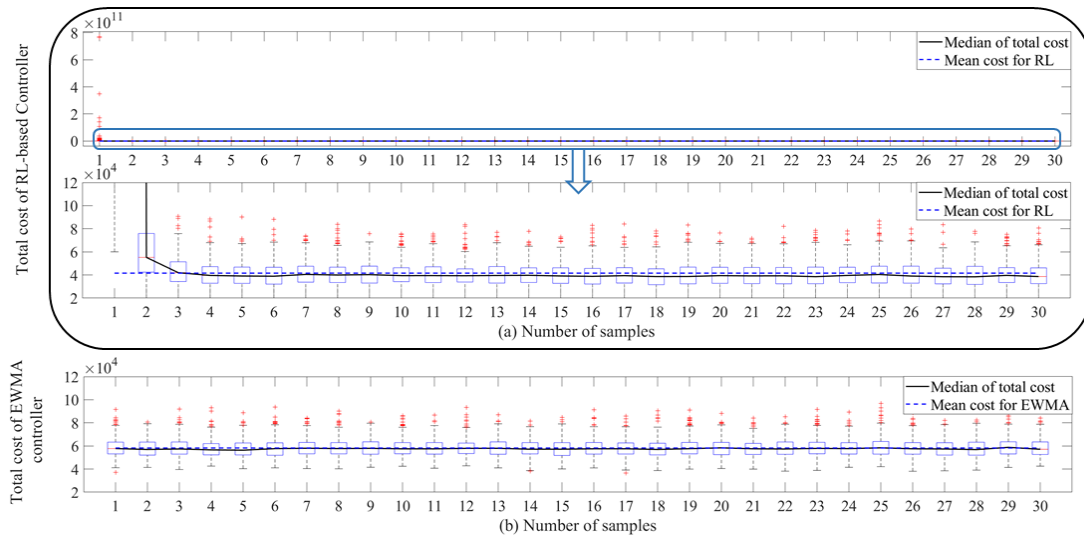 ×10^11
Total cost of RL-based Controller
8
6
4
2
0
Median of total cost
Mean cost for RL
1 2 3 4 5 6 7 8 9 10 11 12 13 14 15 16 17 18 19 20 21 22 23 24 25 26 27 28 29 30
×10^4
12
10
8
6
4
2
Median of total cost
Mean cost for RL
1 2 3 4 5 6 7 8 9 10 11 12 13 14 15 16 17 18 19 20 21 22 23 24 25 26 27 28 29 30
(a) Number of samples
×10^4
Total cost of EWMA
controller
12
10
8
6
4
2
Median of total cost
Mean cost for EWMA
1 2 3 4 5 6 7 8 9 10 11 12 13 14 15 16 17 18 19 20 21 22 23 24 25 26 27 28 29 30
(b) Number of samples